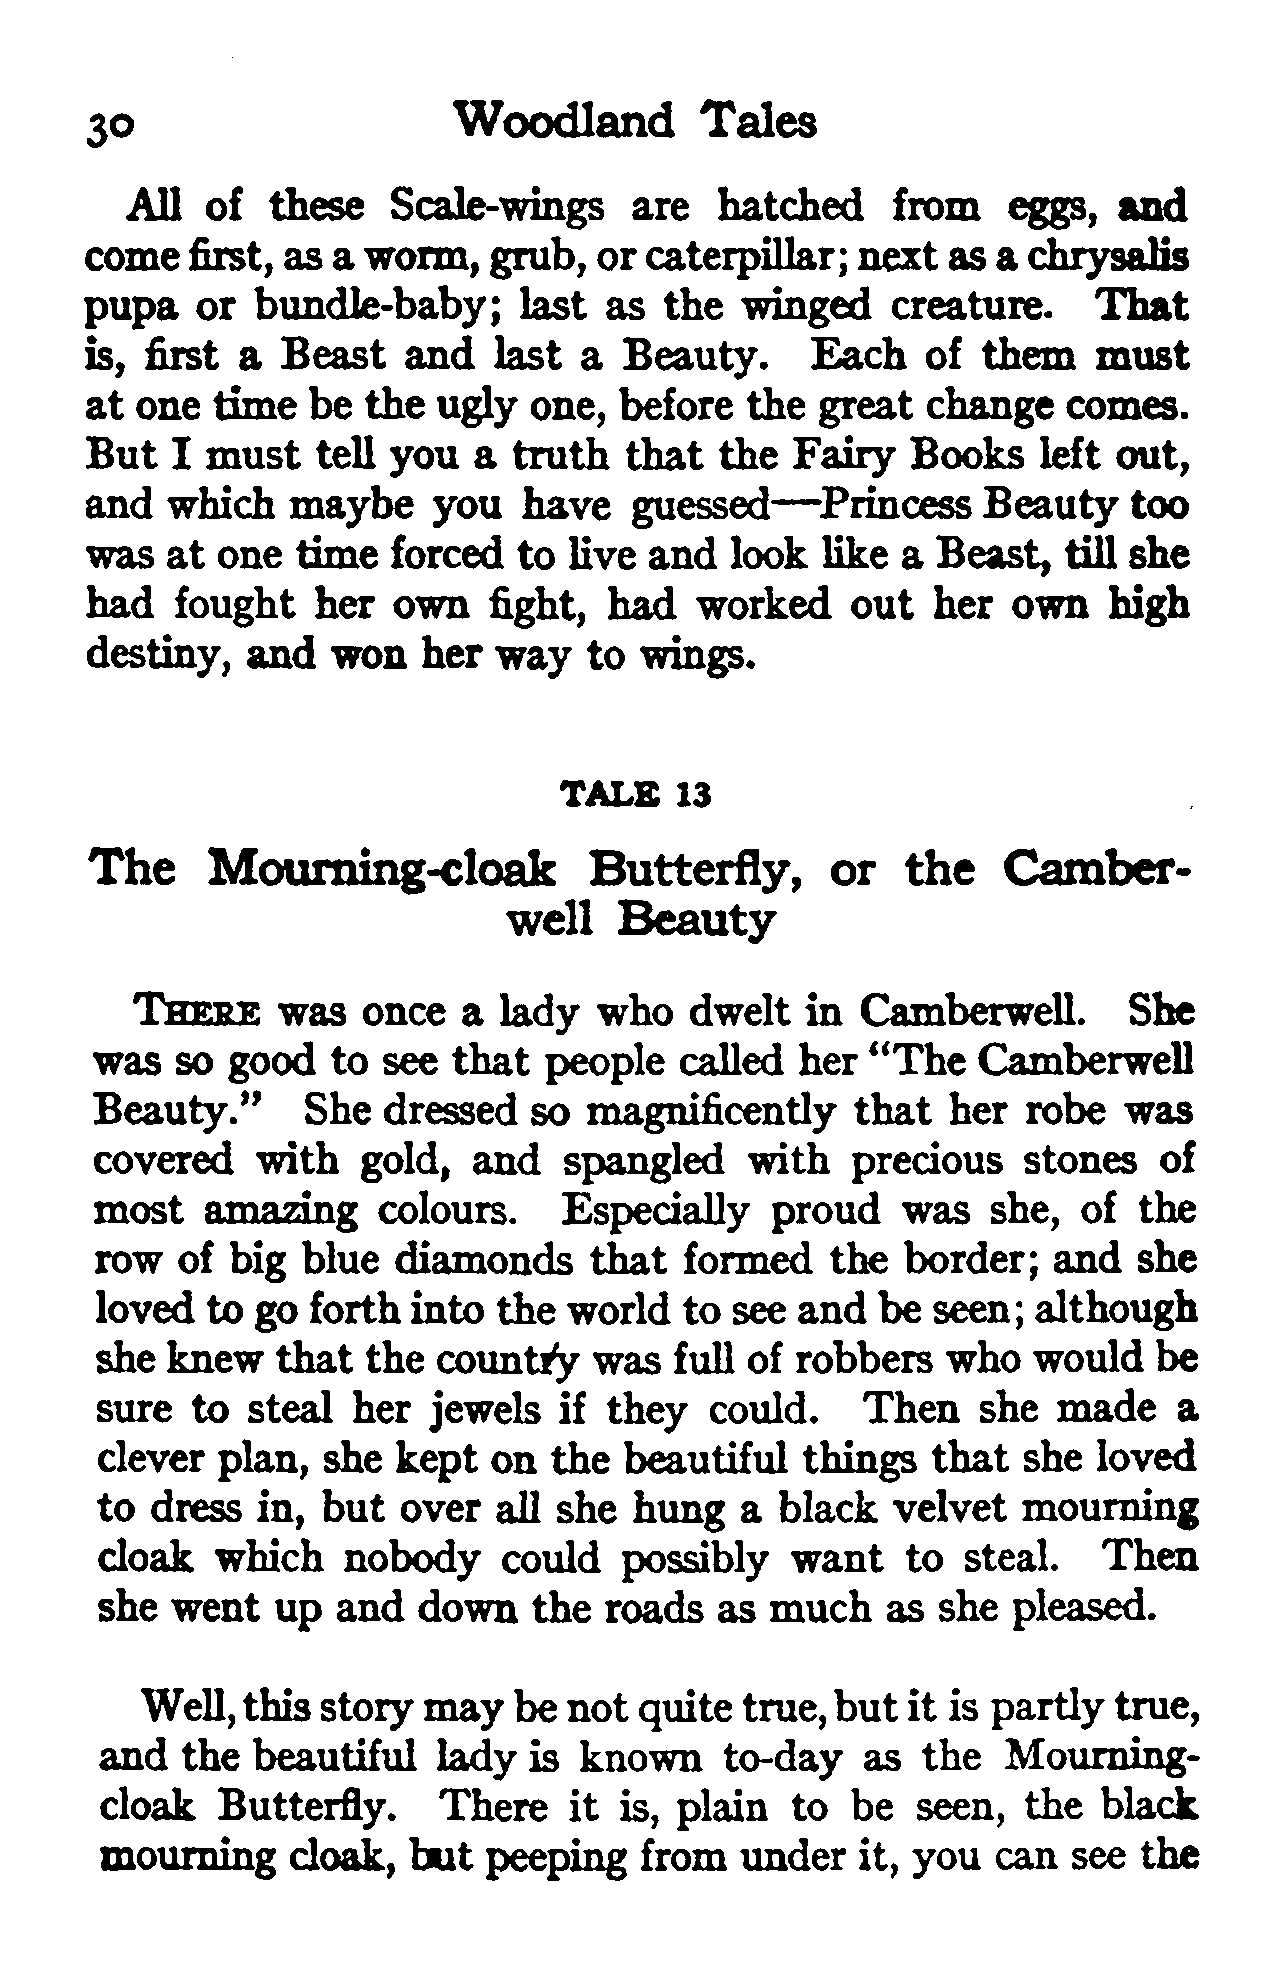 30 Woodland Tales
All of these Scale-wings are hatched from eggs, and
come first, as a worm, grub, or caterpillar; next as a chrysalis
pupa or bundle-baby; last as the winged creature. That
is, first a Beast and last a Beauty. Each of them must
at one time be the ugly one, before the great change comes.
But I must tell you a truth that the Fairy Books left out,
and which maybe you have guessed—Princess Beauty too
was at one time forced to live and look like a Beast, till she
had fought her own fight, had worked out her own high
destiny, and won her way to wings.
TALE 13
The Mourning-cloak Butterfly, or the Camber-
well Beauty
THERE was once a lady who dwelt in Camberwell. She
was so good to see that people called her “The Camberwell
Beauty.” She dressed so magnificently that her robe was
covered with gold, and spangled with precious stones of
most amazing colours. Especially proud was she, of the
row of big blue diamonds that formed the border; and she
loved to go forth into the world to see and be seen; although
she knew that the country was full of robbers who would be
sure to steal her jewels if they could. Then she made a
clever plan, she kept on the beautiful things that she loved
to dress in, but over all she hung a black velvet mourning
cloak which nobody could possibly want to steal. Then
she went up and down the roads as much as she pleased.
Well, this story may be not quite true, but it is partly true,
and the beautiful lady is known to-day as the Mourning-
cloak Butterfly. There it is, plain to be seen, the black
mourning cloak, but peeping from under it, you can see the